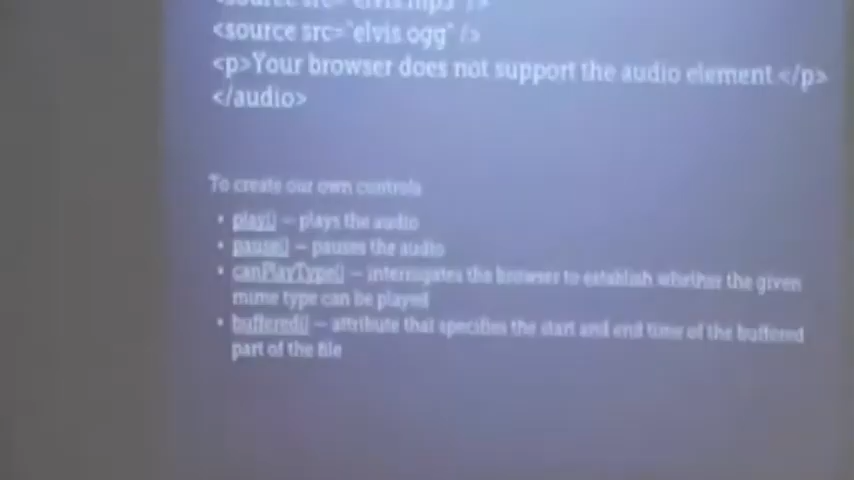 <source src="elvis.mp3" />
<source src="elvis.ogg" />
<p>Your browser does not support the audio element.</p>
</audio>
To create our own controls
• play() – plays the audio
• pause() – pauses the audio
• canPlayType() – interrogates the browser to establish whether the given
mime type can be played
• buffered() – attribute that specifies the start and end time of the buffered
part of the file